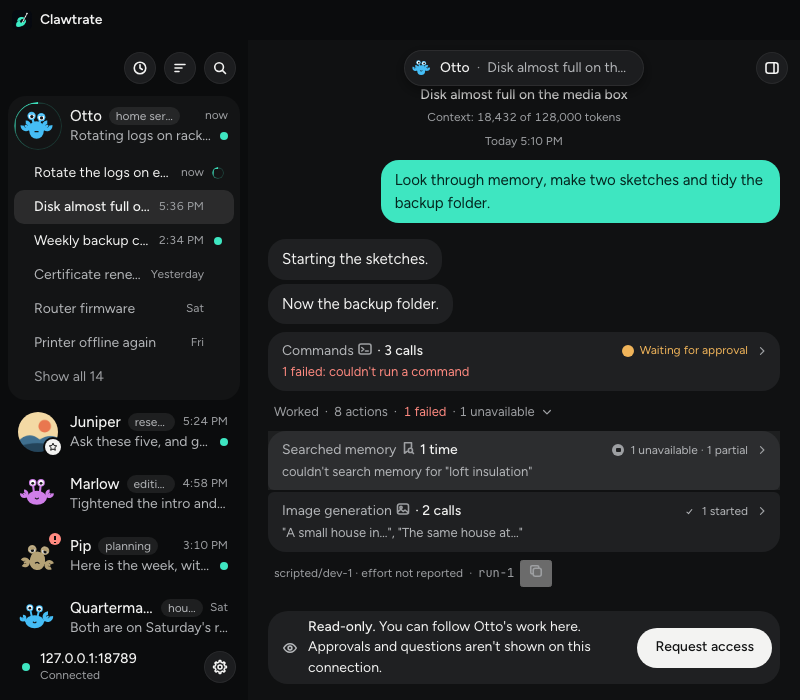 Clawtrate
Otto home ser... now
Rotating logs on rack...
Rotate the logs on e... now
Disk almost full o... 5:36 PM
Weekly backup c... 2:34 PM
Certificate rene... Yesterday
Router firmware Sat
Printer offline again Fri
Show all 14
Juniper rese... 5:24 PM
Ask these five, and g...
Marlow editi... 4:58 PM
Tightened the intro and...
Pip planning 3:10 PM
Here is the week, wit...
Quarterma... hou... Sat
Both are on Saturday's r...
127.0.0.1:18789
Connected
Otto · Disk almost full on th...
Disk almost full on the media box
Context: 18,432 of 128,000 tokens
Today 5:10 PM
Look through memory, make two sketches and tidy the
backup folder.
Starting the sketches.
Now the backup folder.
Commands · 3 calls Waiting for approval
1 failed: couldn't run a command
Worked · 8 actions · 1 failed · 1 unavailable
Searched memory 1 time 1 unavailable · 1 partial
couldn't search memory for "loft insulation"
Image generation · 2 calls 1 started
"A small house in...", "The same house at..."
scripted/dev-1 · effort not reported · run-1
Read-only. You can follow Otto's work here.
Approvals and questions aren't shown on this
connection.
Request access